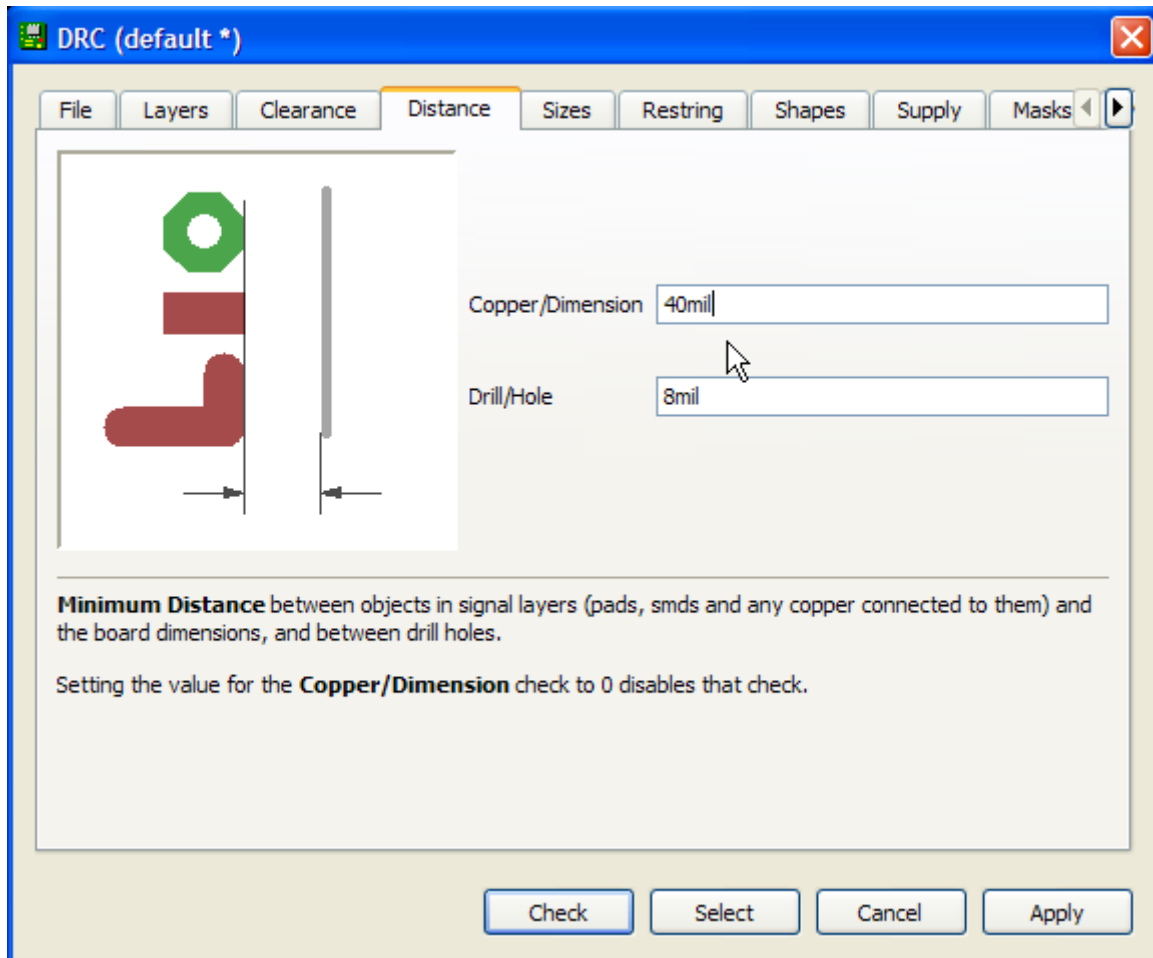 DRC (default *)
File Layers Clearance Distance Sizes Restring Shapes Supply Masks
Copper/Dimension 40mil
Drill/Hole 8mil
Minimum Distance between objects in signal layers (pads, smds and any copper connected to them) and
the board dimensions, and between drill holes.
Setting the value for the Copper/Dimension check to 0 disables that check.
Check Select Cancel Apply